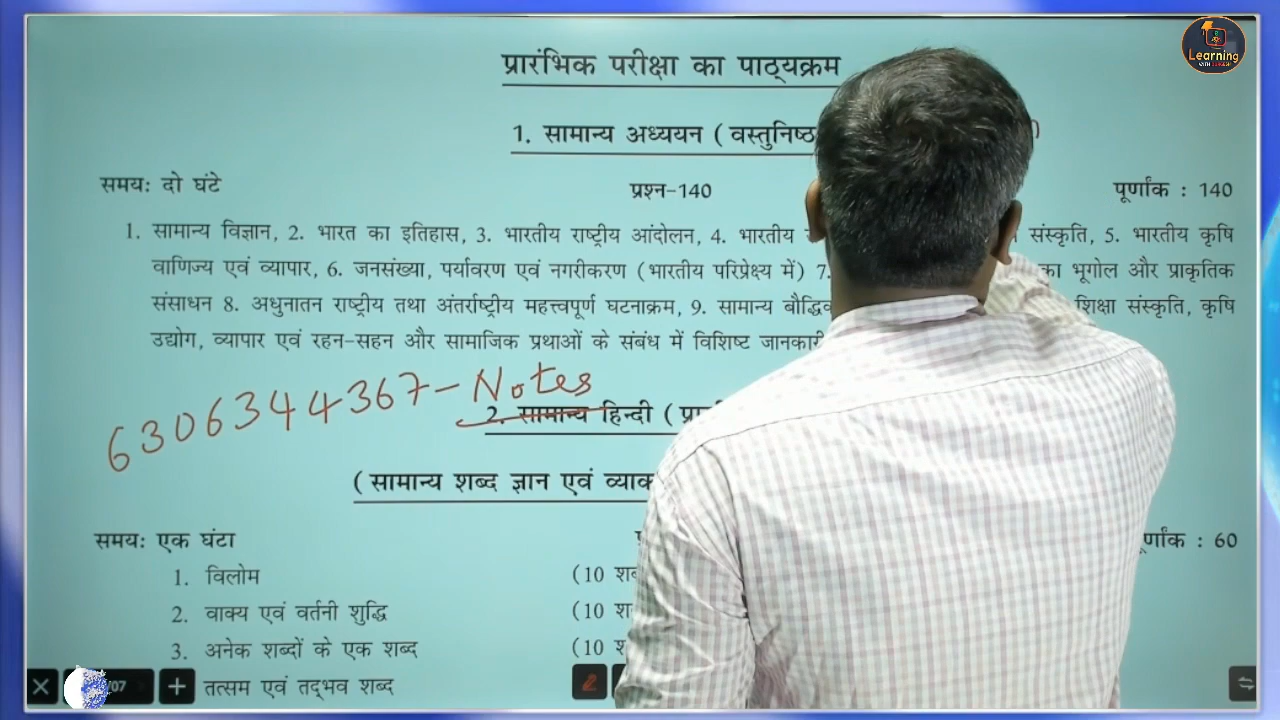 Learning
प्रारंभिक परीक्षा का पाठ्यक्रम
1. सामान्य अध्ययन ( वस्तुनिष्ठ
समय: दो घंटे प्रश्न-140 पूर्णांक : 140
1. सामान्य विज्ञान, 2. भारत का इतिहास, 3. भारतीय राष्ट्रीय आंदोलन, 4. भारतीय संस्कृति, 5. भारतीय कृषि
वाणिज्य एवं व्यापार, 6. जनसंख्या, पर्यावरण एवं नगरीकरण (भारतीय परिप्रेक्ष्य में) 7. का भूगोल और प्राकृतिक
संसाधन 8. अधुनातन राष्ट्रीय तथा अंतर्राष्ट्रीय महत्त्वपूर्ण घटनाक्रम, 9. सामान्य शिक्षा संस्कृति, कृषि
उद्योग, व्यापार एवं रहन-सहन और सामाजिक प्रथाओं के संबंध में विशिष्ट जानकारी
6306344367- Notes
2. सामान्य हिन्दी (
( सामान्य शब्द ज्ञान एवं
समय: एक घंटा : 60
1. विलोम (10
2. वाक्य एवं वर्तनी शुद्धि (10
3. अनेक शब्दों के एक शब्द (10
तत्सम एवं तद्भव शब्द
/07